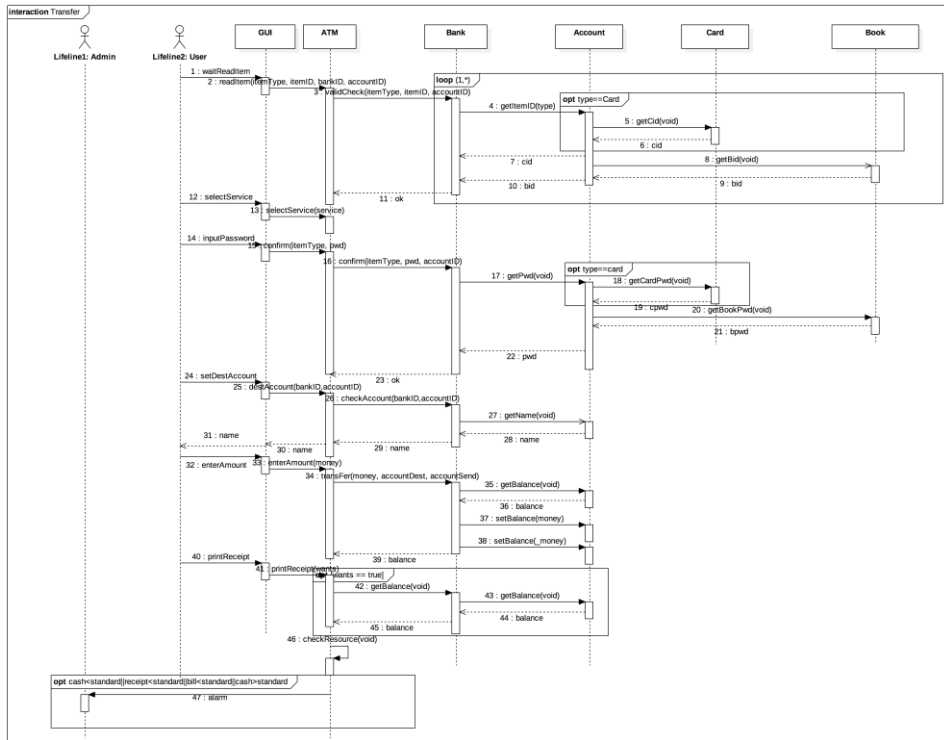 interaction Transfer
GUI
ATM
Bank
Account
Card
Book
Lifeline1: Admin
Lifeline2: User
1 : waitReadItem
2 : readItem(itemType, itemID, bankID, accountID)
loop (1,*)
3 : validCheck(itemType, itemID, accountID)
opt type==Card
4 : getItemID(type)
5 : getCid(void)
6 : cid
7 : cid
8 : getBid(void)
9 : bid
10 : bid
11 : ok
12 : selectService
13 : selectService(service)
14 : inputPassword
15 : confirm(itemType, pwd)
16 : confirm(itemType, pwd, accountID)
opt type==card
17 : getPwd(void)
18 : getCardPwd(void)
19 : cpwd
20 : getBookPwd(void)
21 : bpwd
22 : pwd
23 : ok
24 : setDestAccount
25 : destAccount(bankID,accountID)
26 : checkAccount(bankID,accountID)
27 : getName(void)
28 : name
29 : name
30 : name
31 : name
32 : enterAmount
33 : enterAmount(money)
34 : transFer(money, accountDest, accountSend)
35 : getBalance(void)
36 : balance
37 : setBalance(money)
38 : setBalance(_money)
39 : balance
40 : printReceipt
41 : printReceipt(wants)
wants == true]
42 : getBalance(void)
43 : getBalance(void)
44 : balance
45 : balance
46 : checkResource(void)
opt cash<standard||receipt<standard||bill<standard||cash>standard
47 : alarm